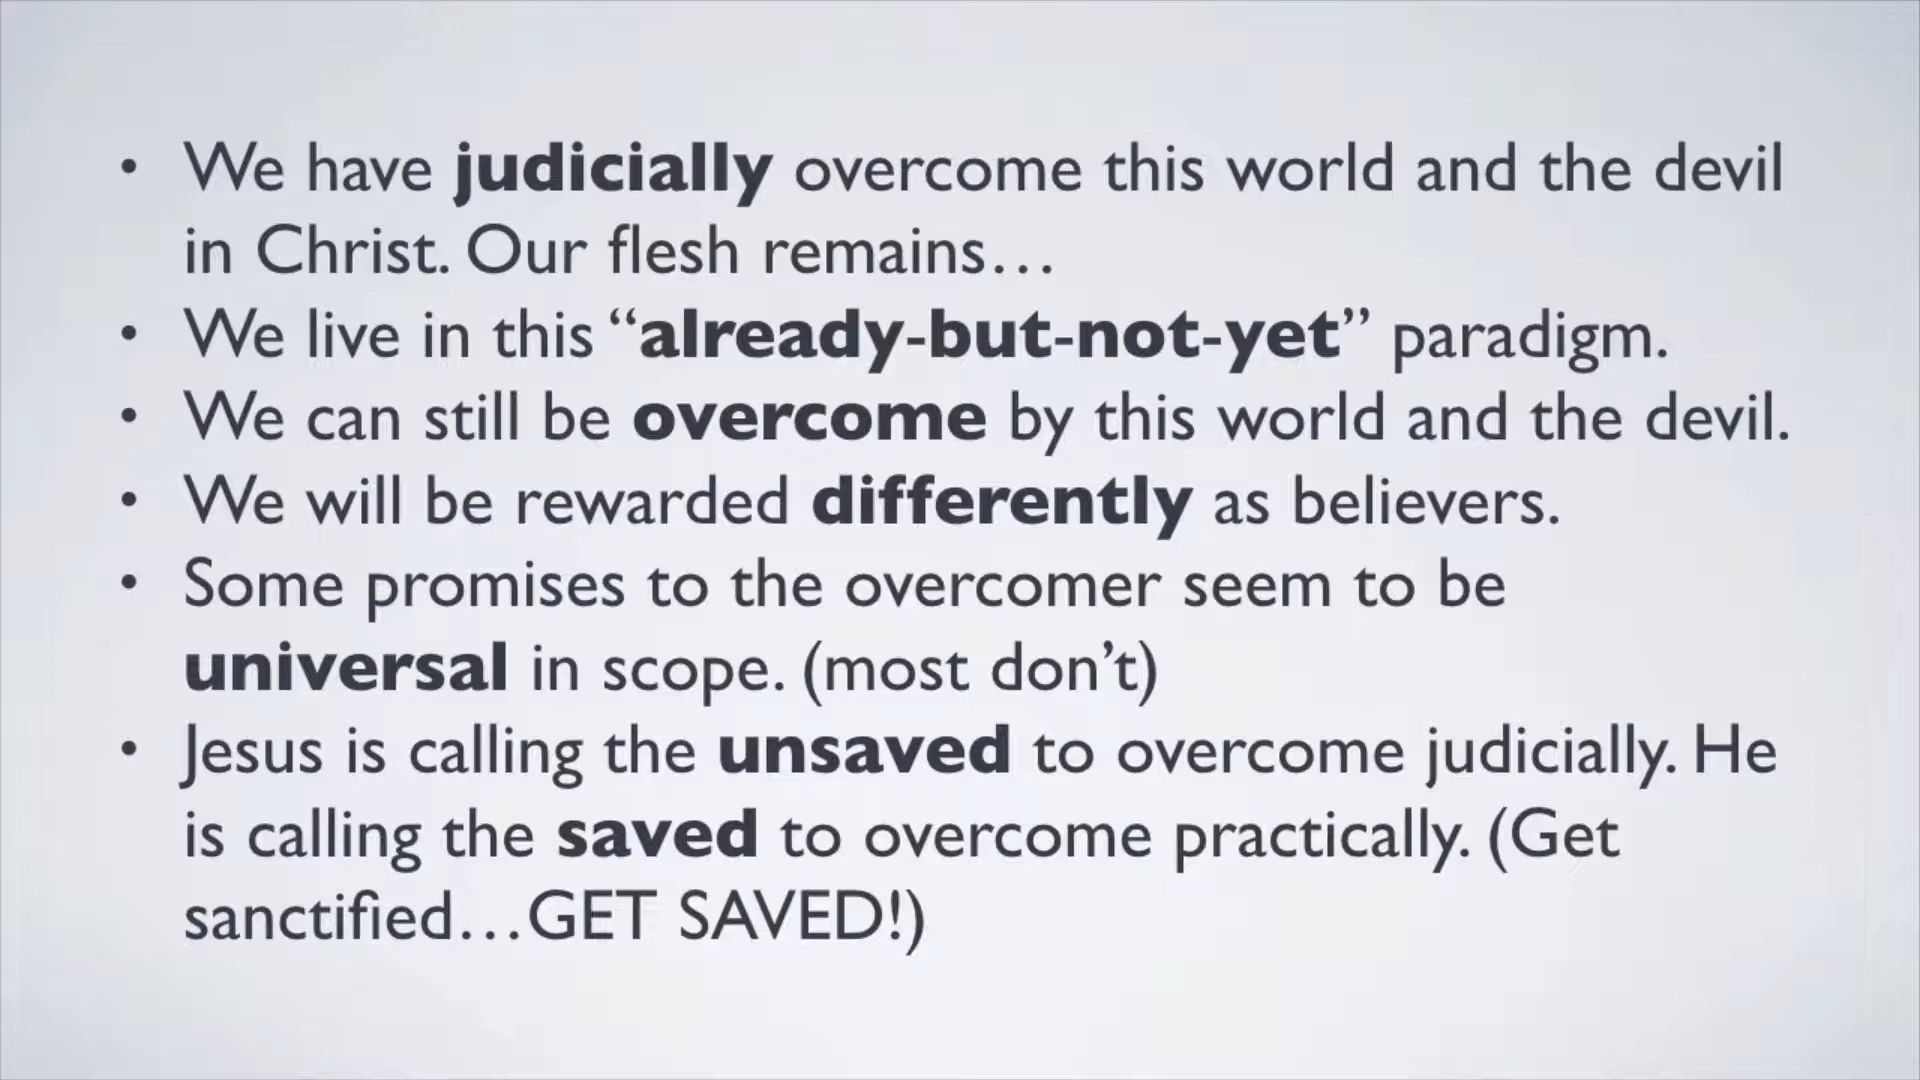 • We have judicially overcome this world and the devil
in Christ. Our flesh remains…
• We live in this “already-but-not-yet” paradigm.
• We can still be overcome by this world and the devil.
• We will be rewarded differently as believers.
• Some promises to the overcomer seem to be
universal in scope. (most don’t)
• Jesus is calling the unsaved to overcome judicially. He
is calling the saved to overcome practically. (Get
sanctified…GET SAVED!)